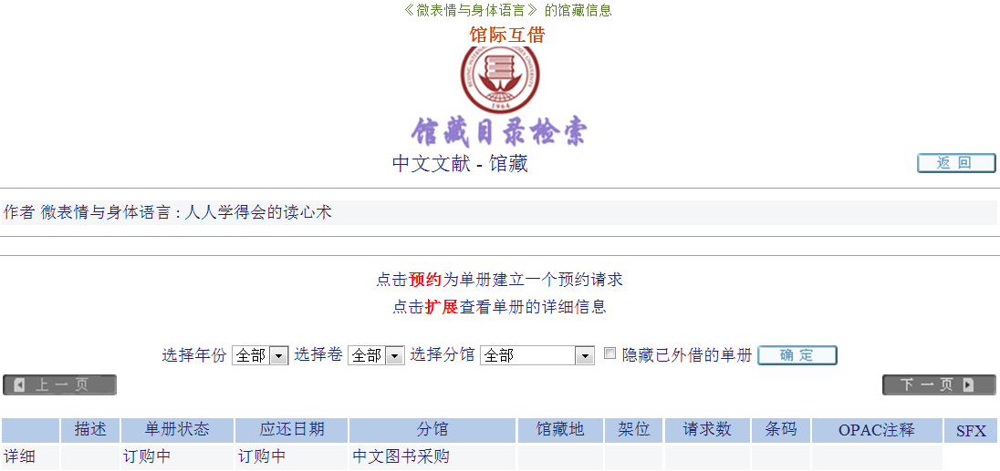 《微表情与身体语言》的馆藏信息
馆际互借
1964
馆藏目录检索
中文文献 - 馆藏
返 回
作者 微表情与身体语言 : 人人学得会的读心术
点击预约为单册建立一个预约请求
点击扩展查看单册的详细信息
选择年份 全部 选择卷 全部 选择分馆 全部 隐藏已外借的单册 确 定
上一页 下一页
描述 单册状态 应还日期 分馆 馆藏地 架位 请求数 条码 OPAC注释 SFX
详细 订购中 订购中 中文图书采购